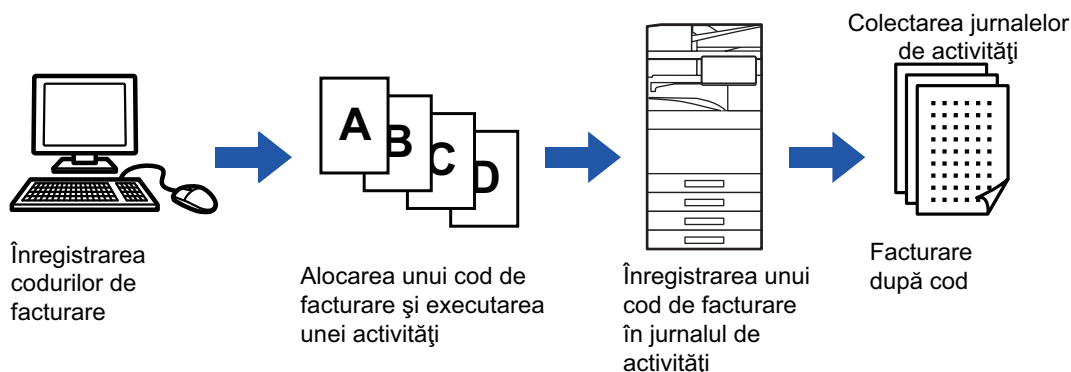 Înregistrarea
codurilor de
facturare
A
B
C
D
Alocarea unui cod de
facturare şi executarea
unei activităţi
Înregistrarea unui
cod de facturare
în jurnalul de
activităţi
Colectarea jurnalelor
de activităţi
Facturare
după cod